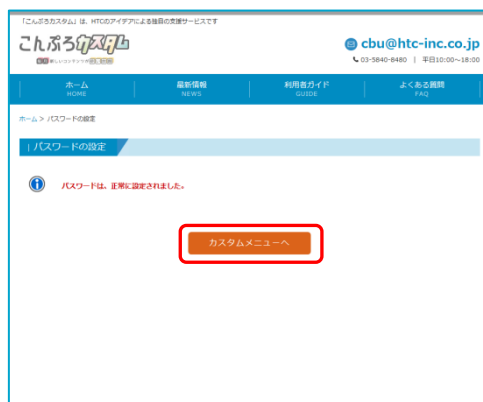 「こんぷろカスタム」は、HTCのアイデアによる独自の支援サービスです
こんぷろカスタム
cbu@htc-inc.co.jp
03-5840-8480 | 平日10:00～18:00
ホーム
HOME
最新情報
NEWS
利用者ガイド
GUIDE
よくある質問
FAQ
ホーム > パスワードの設定
| パスワードの設定
パスワードは、正常に設定されました。
カスタムメニューへ